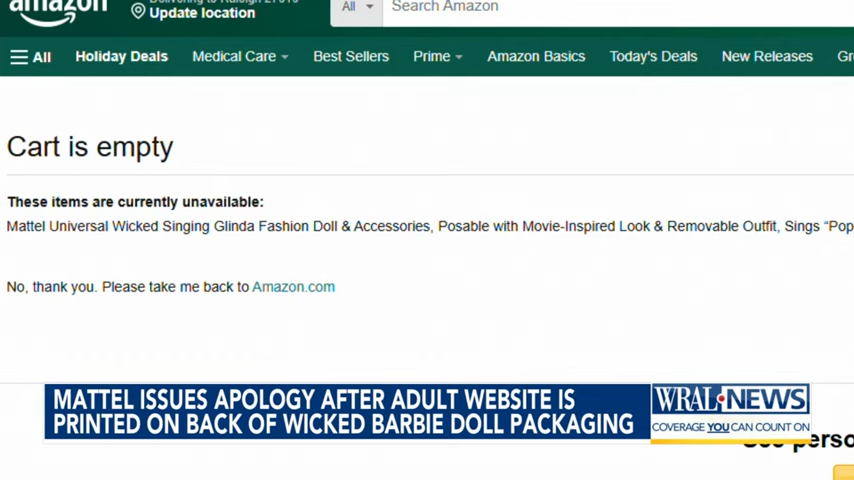 amazon
Delivering to Raleigh 27610
Update location
All
Search Amazon
All
Holiday Deals
Medical Care
Best Sellers
Prime
Amazon Basics
Today's Deals
New Releases
Cart is empty
These items are currently unavailable:
Mattel Universal Wicked Singing Glinda Fashion Doll & Accessories, Posable with Movie-Inspired Look & Removable Outfit, Sings “Pop
No, thank you. Please take me back to Amazon.com
MATTEL ISSUES APOLOGY AFTER ADULT WEBSITE IS
PRINTED ON BACK OF WICKED BARBIE DOLL PACKAGING
WRAL NEWS
COVERAGE YOU CAN COUNT ON